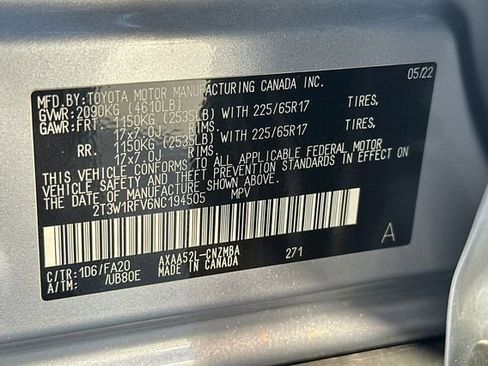 MFD.BY:TOYOTA MOTOR MANUFACTURING CANADA INC. 05/22
GVWR: 2090KG (4610LB)
GAWR:FRT. 1150KG (2535LB) WITH 225/65R17 TIRES,
17x7.0J RIMS.
RR. 1150KG (2535LB) WITH 225/65R17 TIRES,
17x7.0J RIMS.
THIS VEHICLE CONFORMS TO ALL APPLICABLE FEDERAL MOTOR
VEHICLE SAFETY AND THEFT PREVENTION STANDARDS IN EFFECT ON
THE DATE OF MANUFACTURE SHOWN ABOVE.
2T3W1RFV6NC194505 MPV
C/TR:1D6/FA20 AXAA52L-CNZMBA 271 A
A/TM: /UB80E MADE IN CANADA